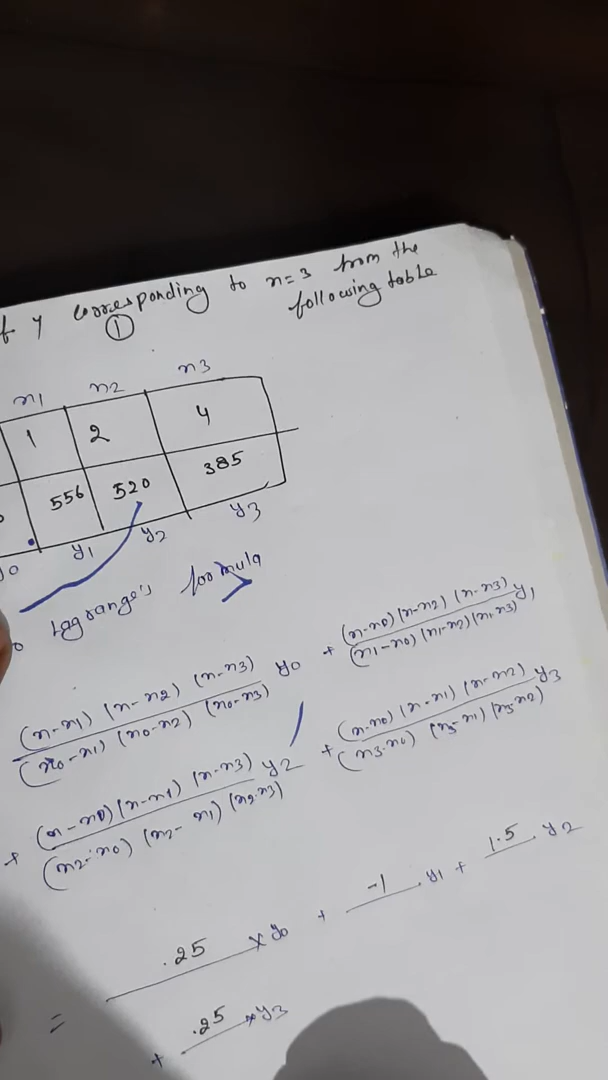 f y corresponding to x=3 from the
① following table
x1 x2 x3
1 2 4
556 520 385
y0 y1 y2 y3
Lagrange's formula
(x-x1) (x-x2) (x-x3) y0 + (x-x0) (x-x2) (x-x3) y1
(x0-x1) (x0-x2) (x0-x3) (x1-x0) (x1-x2) (x1-x3)
+ (x-x0) (x-x1) (x-x3) y2 + (x-x0) (x-x1) (x-x2) y3
(x2-x0) (x2-x1) (x2-x3) (x3-x0) (x3-x1) (x3-x2)
= .25 × y0 + -1 y1 + 1.5 y2
+ .25 × y3